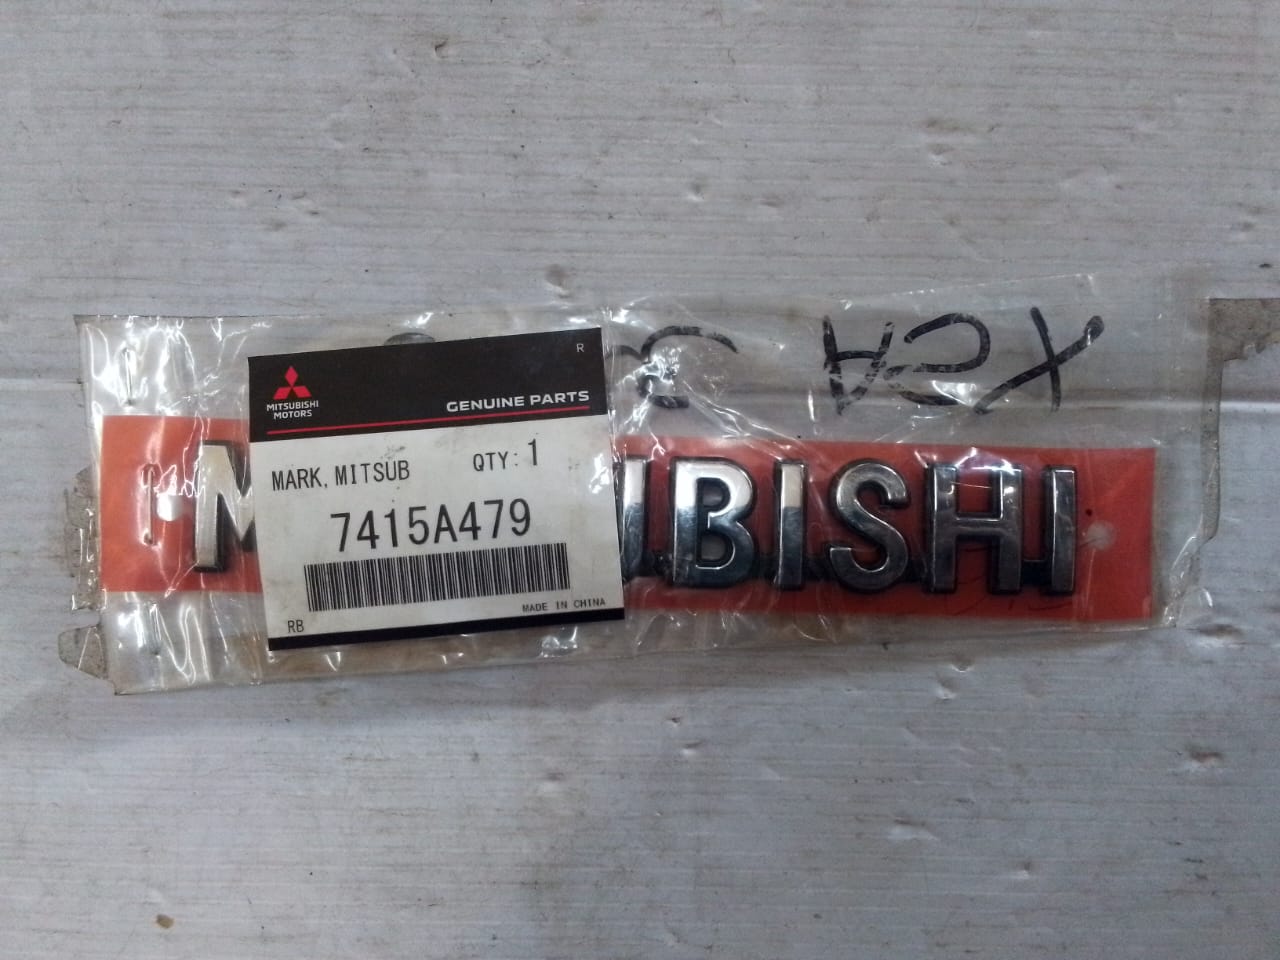 R
MITSUBISHI
MOTORS
GENUINE PARTS
MARK, MITSUB QTY: 1
7415A479
MADE IN CHINA
RB
M UBISHI